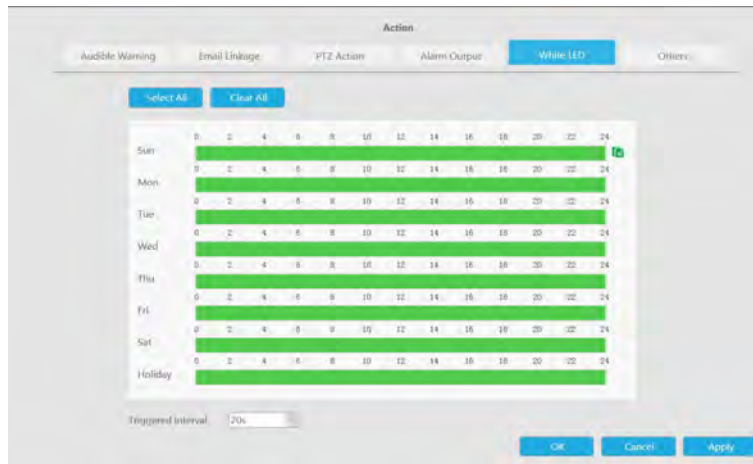 Action
Audible Warning Email Linkage PTZ Action Alarm Output White LED Others
Select All Clear All
0 2 4 6 8 10 12 14 16 18 20 22 24
Sun
0 2 4 6 8 10 12 14 16 18 20 22 24
Mon
0 2 4 6 8 10 12 14 16 18 20 22 24
Tue
0 2 4 6 8 10 12 14 16 18 20 22 24
Wed
0 2 4 6 8 10 12 14 16 18 20 22 24
Thu
0 2 4 6 8 10 12 14 16 18 20 22 24
Fri
0 2 4 6 8 10 12 14 16 18 20 22 24
Sat
0 2 4 6 8 10 12 14 16 18 20 22 24
Holiday
Triggered Interval 20s
OK Cancel Apply